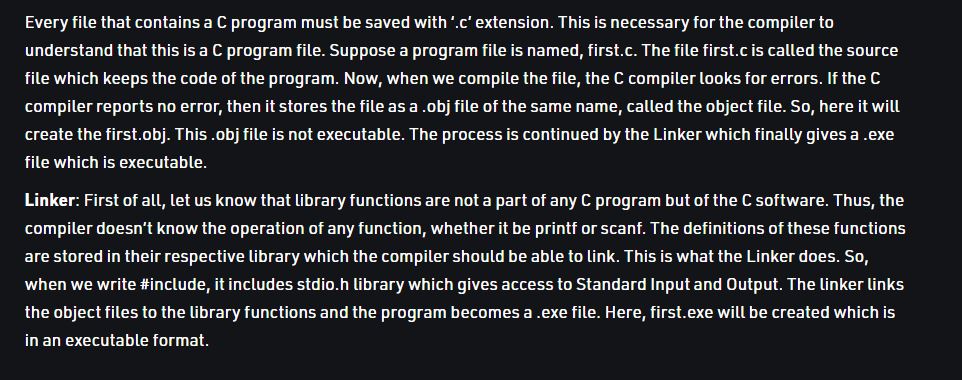 Every file that contains a C program must be saved with ‘.c’ extension. This is necessary for the compiler to
understand that this is a C program file. Suppose a program file is named, first.c. The file first.c is called the source
file which keeps the code of the program. Now, when we compile the file, the C compiler looks for errors. If the C
compiler reports no error, then it stores the file as a .obj file of the same name, called the object file. So, here it will
create the first.obj. This .obj file is not executable. The process is continued by the Linker which finally gives a .exe
file which is executable.
Linker: First of all, let us know that library functions are not a part of any C program but of the C software. Thus, the
compiler doesn’t know the operation of any function, whether it be printf or scanf. The definitions of these functions
are stored in their respective library which the compiler should be able to link. This is what the Linker does. So,
when we write #include, it includes stdio.h library which gives access to Standard Input and Output. The linker links
the object files to the library functions and the program becomes a .exe file. Here, first.exe will be created which is
in an executable format.